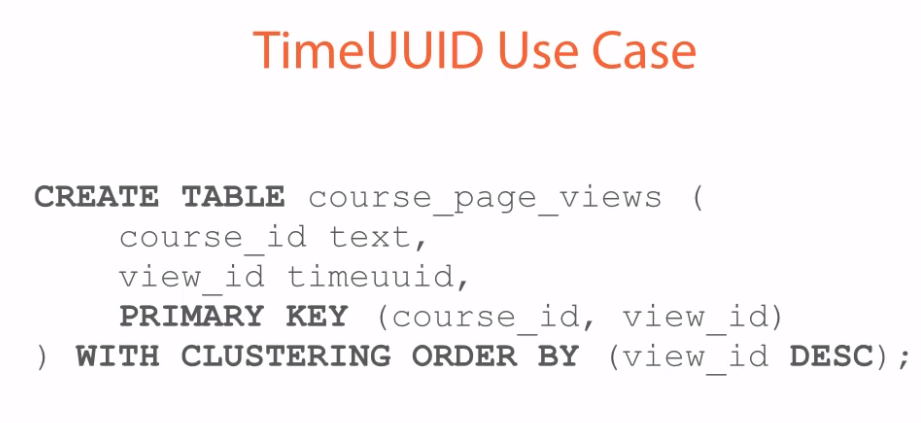 TimeUUID Use Case
CREATE TABLE course_page_views (
course_id text,
view_id timeuuid,
PRIMARY KEY (course_id, view_id)
) WITH CLUSTERING ORDER BY (view_id DESC);